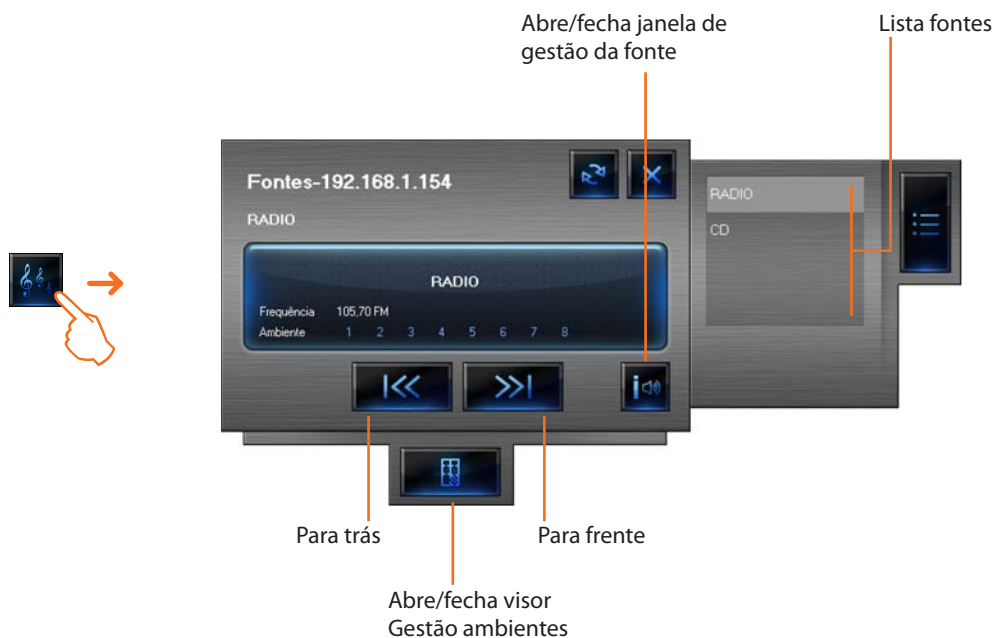 Abre/fecha janela de
gestão da fonte
Lista fontes
Fontes-192.168.1.154
RADIO
RADIO
CD
RADIO
Frequência 105,70 FM
Ambiente 1 2 3 4 5 6 7 8
i
Para trás
Para frente
Abre/fecha visor
Gestão ambientes